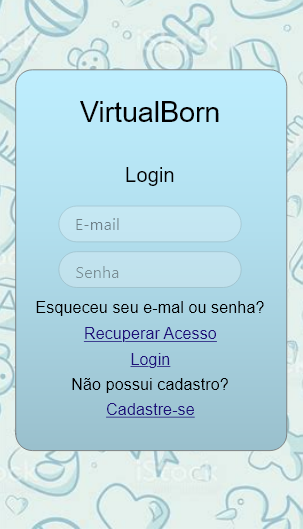 iStock
VirtualBorn
Login
E-mail
Senha
Esqueceu seu e-mal ou senha?
Recuperar Acesso
Login
Não possui cadastro?
Cadastre-se
iStock